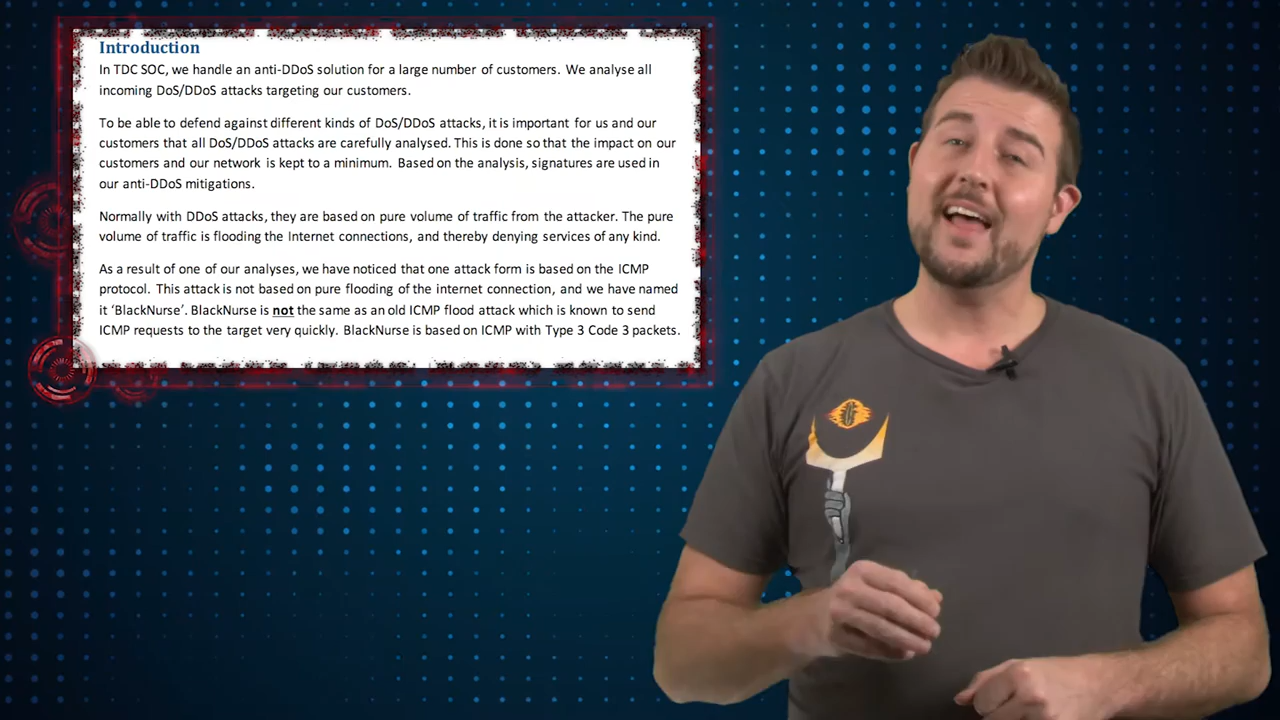 Introduction
In TDC SOC, we handle an anti-DDoS solution for a large number of customers. We analyse all
incoming DoS/DDoS attacks targeting our customers.
To be able to defend against different kinds of DoS/DDoS attacks, it is important for us and our
customers that all DoS/DDoS attacks are carefully analysed. This is done so that the impact on our
customers and our network is kept to a minimum. Based on the analysis, signatures are used in
our anti-DDoS mitigations.
Normally with DDoS attacks, they are based on pure volume of traffic from the attacker. The pure
volume of traffic is flooding the Internet connections, and thereby denying services of any kind.
As a result of one of our analyses, we have noticed that one attack form is based on the ICMP
protocol. This attack is not based on pure flooding of the internet connection, and we have named
it ‘BlackNurse’. BlackNurse is not the same as an old ICMP flood attack which is known to send
ICMP requests to the target very quickly. BlackNurse is based on ICMP with Type 3 Code 3 packets.